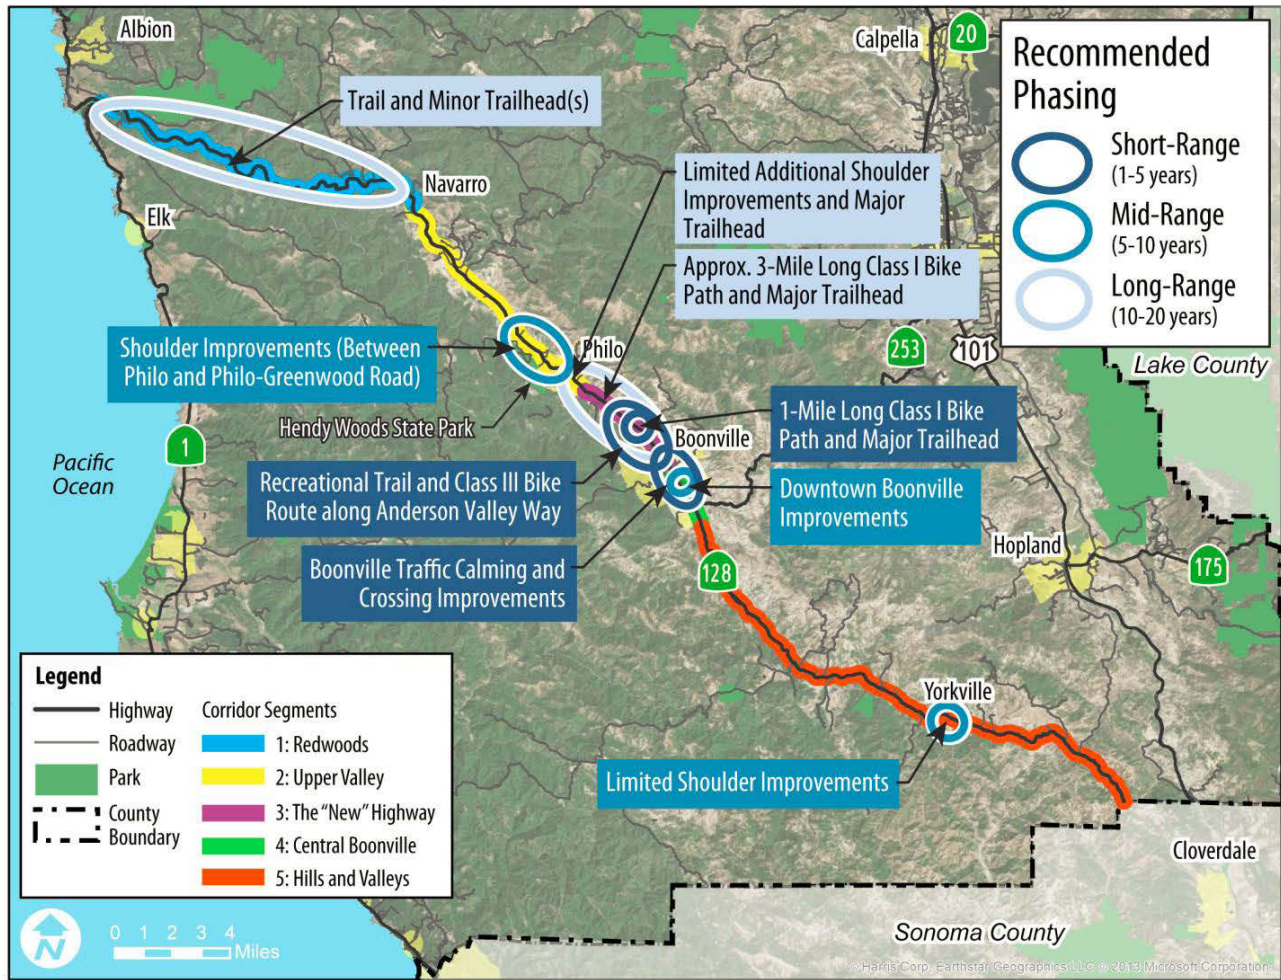 Albion
Calpella
20
Recommended
Phasing
Short-Range
(1-5 years)
Mid-Range
(5-10 years)
Long-Range
(10-20 years)
Trail and Minor Trailhead(s)
Navarro
Elk
Limited Additional Shoulder
Improvements and Major
Trailhead
Approx. 3-Mile Long Class I Bike
Path and Major Trailhead
253
101
Lake County
Shoulder Improvements (Between
Philo and Philo-Greenwood Road)
Philo
Hendy Woods State Park
1
Pacific
Ocean
Boonville
1-Mile Long Class I Bike
Path and Major Trailhead
Recreational Trail and Class III Bike
Route along Anderson Valley Way
Downtown Boonville
Improvements
Boonville Traffic Calming and
Crossing Improvements
128
Hopland
175
Yorkville
Limited Shoulder Improvements
Legend
Highway
Roadway
Park
County
Boundary
Corridor Segments
1: Redwoods
2: Upper Valley
3: The "New" Highway
4: Central Boonville
5: Hills and Valleys
N
0 1 2 3 4
Miles
Cloverdale
Sonoma County
© Harris Corp, Earthstar Geographics LLC © 2013 Microsoft Corporation